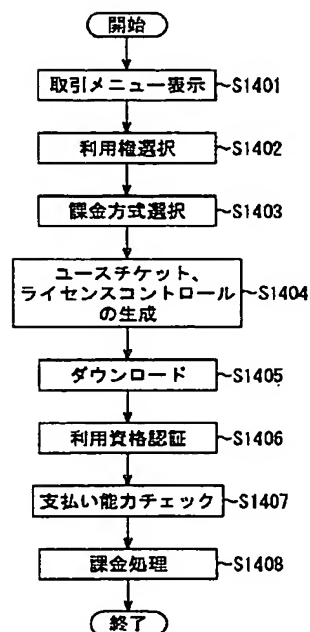 開始
取引メニュー表示 ~S1401
利用権選択 ~S1402
課金方式選択 ~S1403
ユースチケット、
ライセンスコントロール ~S1404
の生成
ダウンロード ~S1405
利用資格認証 ~S1406
支払い能力チェック ~S1407
課金処理 ~S1408
終了